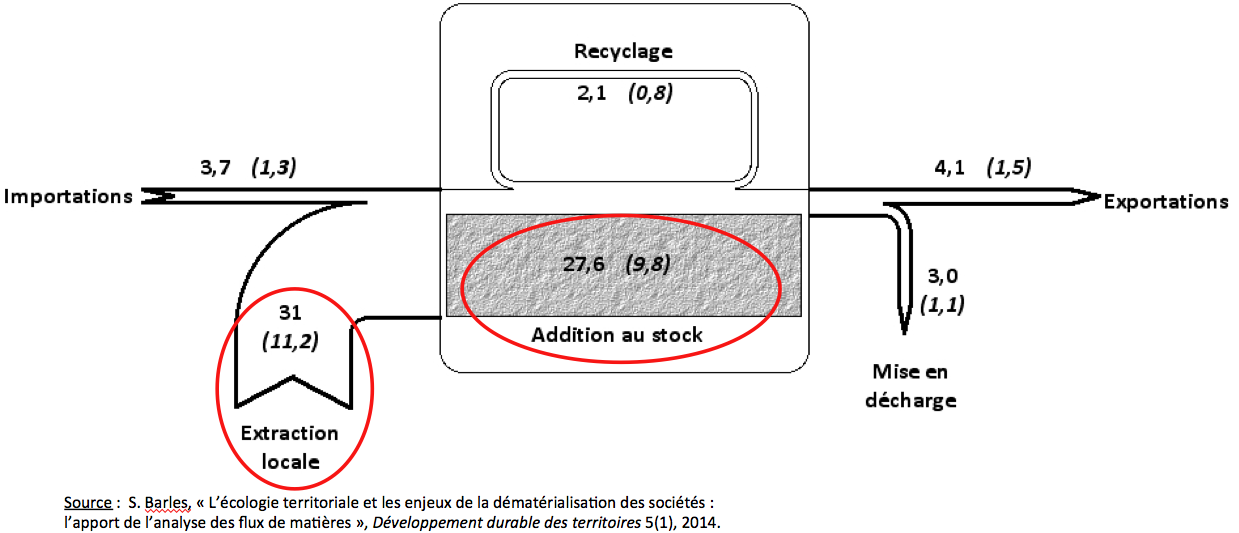 Recyclage
2,1 (0,8)
3,7 (1,3)
Importations
4,1 (1,5)
Exportations
27,6 (9,8)
Addition au stock
3,0
(1,1)
Mise en
décharge
31
(11,2)
Extraction
locale
Source : S. Barles, « L'écologie territoriale et les enjeux de la dématérialisation des sociétés :
l'apport de l'analyse des flux de matières », Développement durable des territoires 5(1), 2014.